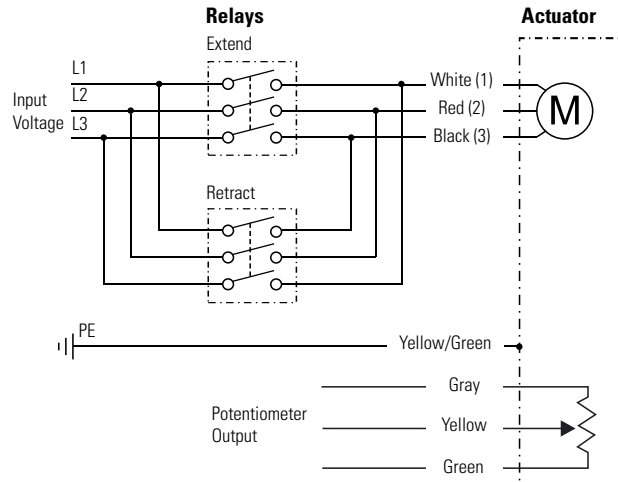 Relays
Actuator
Extend
L1
White (1)
Input
Voltage
L2
Red (2)
M
L3
Black (3)
Retract
PE
Yellow/Green
Gray
Potentiometer
Output
Yellow
Green